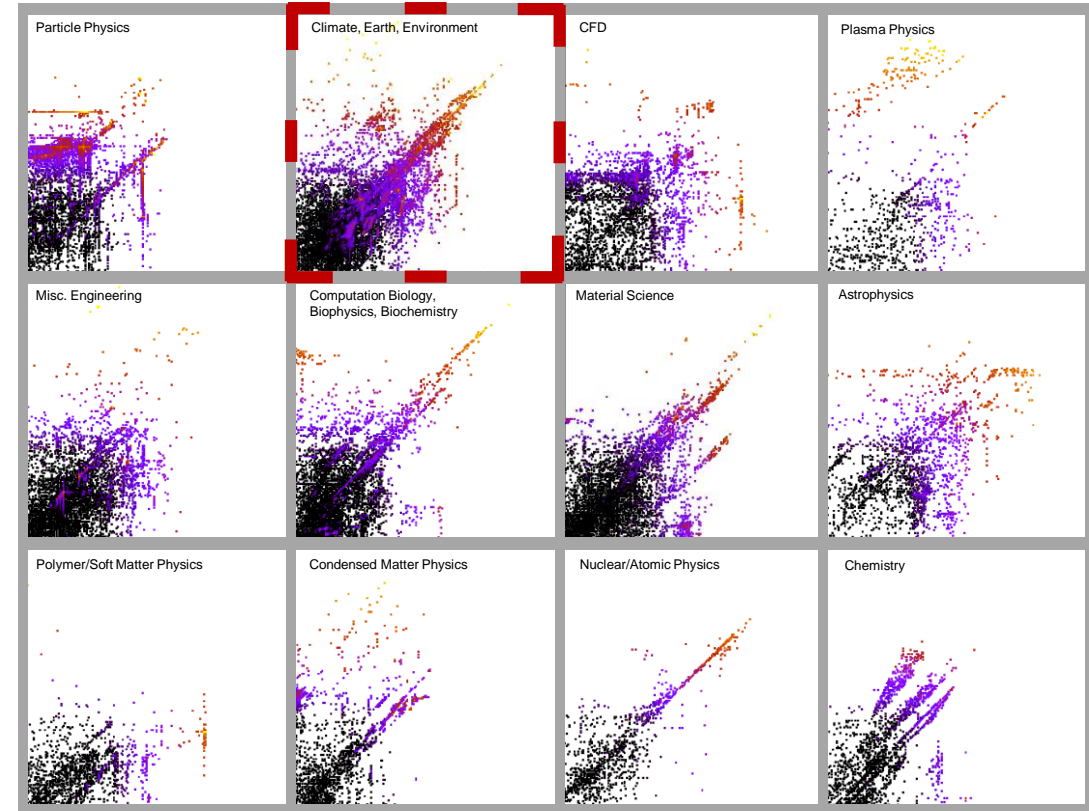 Particle Physics
Climate, Earth, Environment
CFD
Plasma Physics
Misc. Engineering
Computation Biology,
Biophysics, Biochemistry
Material Science
Astrophysics
Polymer/Soft Matter Physics
Condensed Matter Physics
Nuclear/Atomic Physics
Chemistry